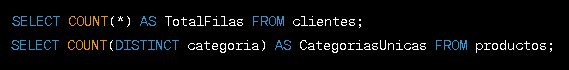 SELECT COUNT(*) AS TotalFilas FROM clientes;
SELECT COUNT(DISTINCT categoria) AS CategoriasUnicas FROM productos;